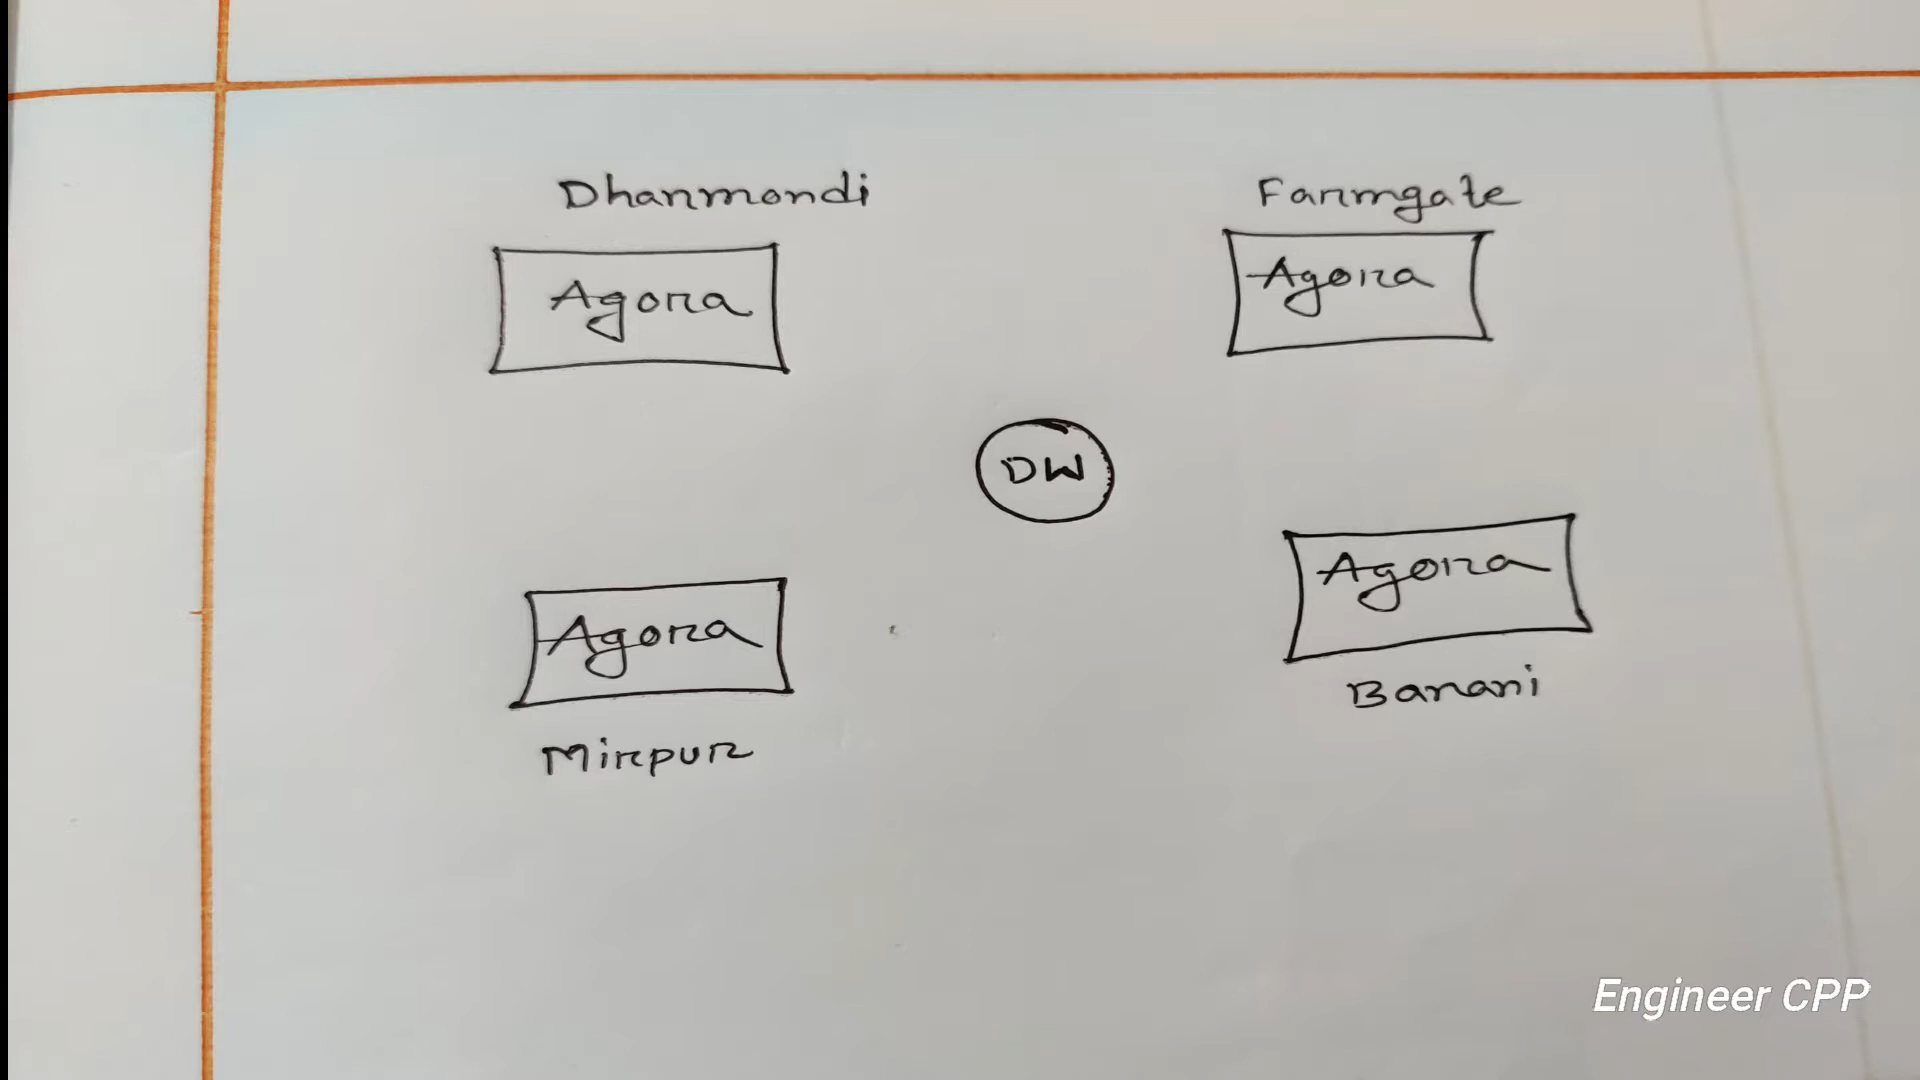 Dhanmondi
Farmgate
Agora
Agora
DW
Agora
Agora
Banani
Mirpur
Engineer CPP